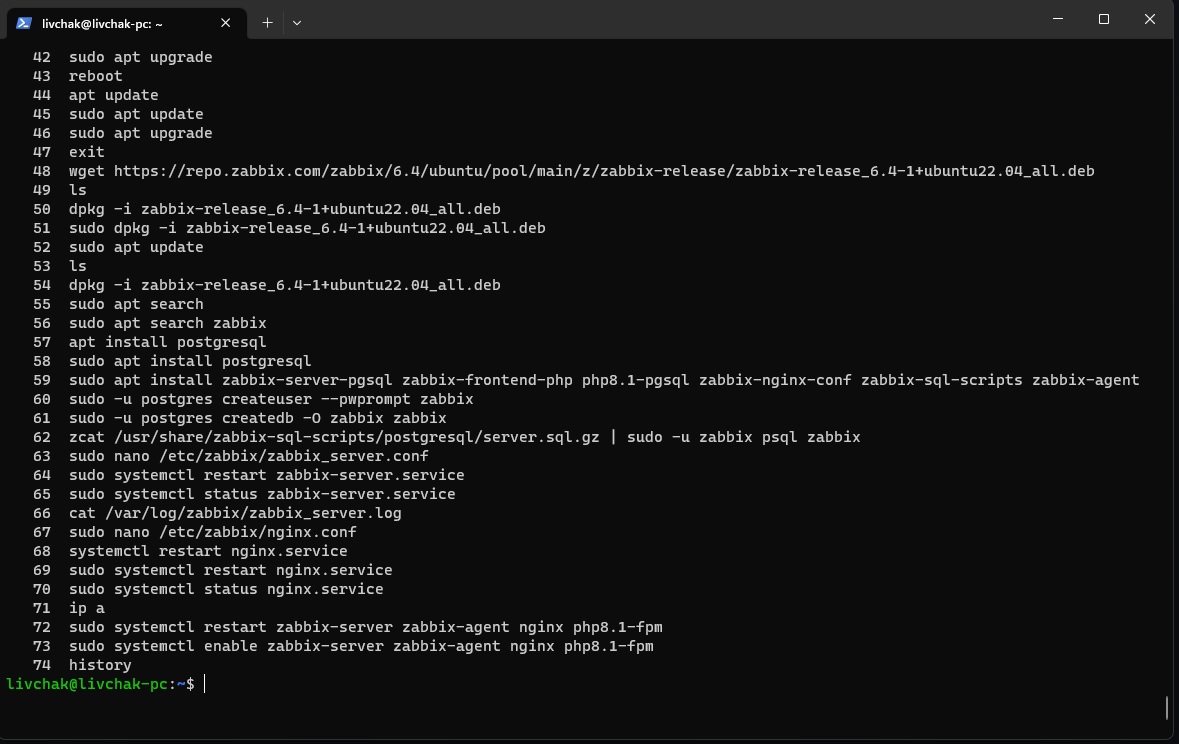 livchak@livchak-pc: ~
42 sudo apt upgrade
43 reboot
44 apt update
45 sudo apt update
46 sudo apt upgrade
47 exit
48 wget https://repo.zabbix.com/zabbix/6.4/ubuntu/pool/main/z/zabbix-release/zabbix-release_6.4-1+ubuntu22.04_all.deb
49 ls
50 dpkg -i zabbix-release_6.4-1+ubuntu22.04_all.deb
51 sudo dpkg -i zabbix-release_6.4-1+ubuntu22.04_all.deb
52 sudo apt update
53 ls
54 dpkg -i zabbix-release_6.4-1+ubuntu22.04_all.deb
55 sudo apt search
56 sudo apt search zabbix
57 apt install postgresql
58 sudo apt install postgresql
59 sudo apt install zabbix-server-pgsql zabbix-frontend-php php8.1-pgsql zabbix-nginx-conf zabbix-sql-scripts zabbix-agent
60 sudo -u postgres createuser --pwprompt zabbix
61 sudo -u postgres createdb -O zabbix zabbix
62 zcat /usr/share/zabbix-sql-scripts/postgresql/server.sql.gz | sudo -u zabbix psql zabbix
63 sudo nano /etc/zabbix/zabbix_server.conf
64 sudo systemctl restart zabbix-server.service
65 sudo systemctl status zabbix-server.service
66 cat /var/log/zabbix/zabbix_server.log
67 sudo nano /etc/zabbix/nginx.conf
68 systemctl restart nginx.service
69 sudo systemctl restart nginx.service
70 sudo systemctl status nginx.service
71 ip a
72 sudo systemctl restart zabbix-server zabbix-agent nginx php8.1-fpm
73 sudo systemctl enable zabbix-server zabbix-agent nginx php8.1-fpm
74 history
livchak@livchak-pc:~$